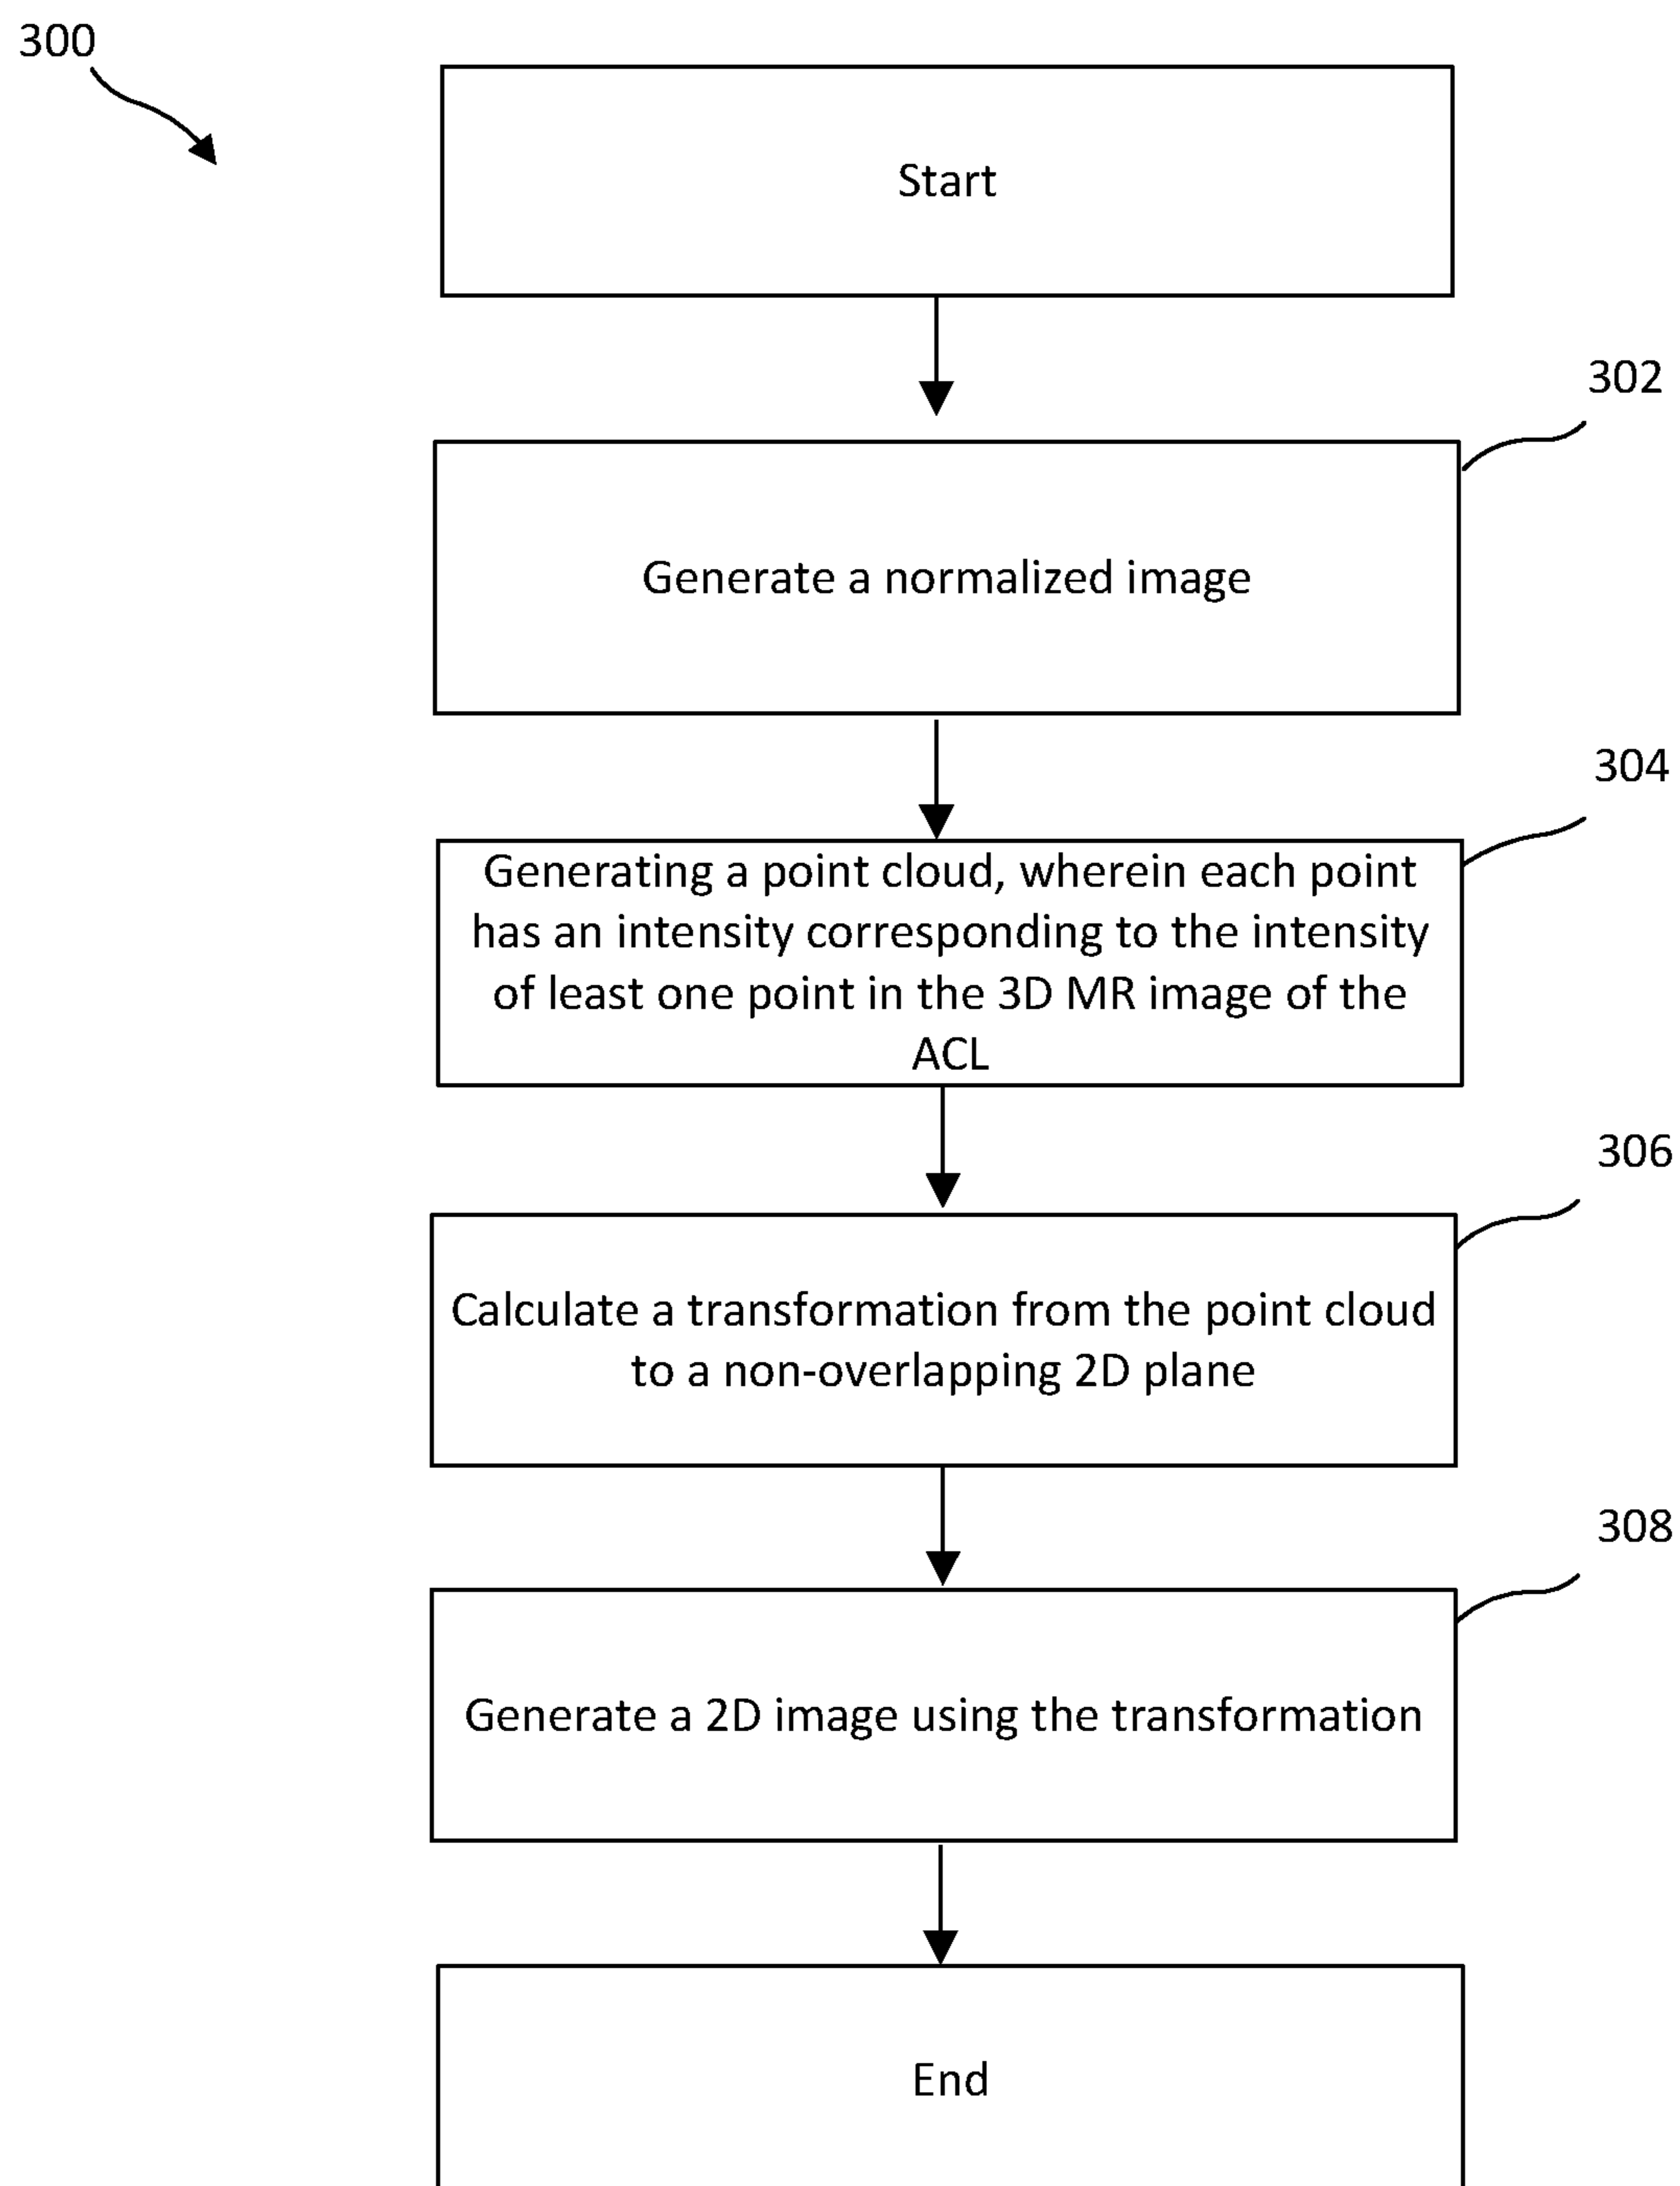 300
Start
302
Generate a normalized image
304
Generating a point cloud, wherein each point
has an intensity corresponding to the intensity
of least one point in the 3D MR image of the
ACL
306
Calculate a transformation from the point cloud
to a non-overlapping 2D plane
308
Generate a 2D image using the transformation
End